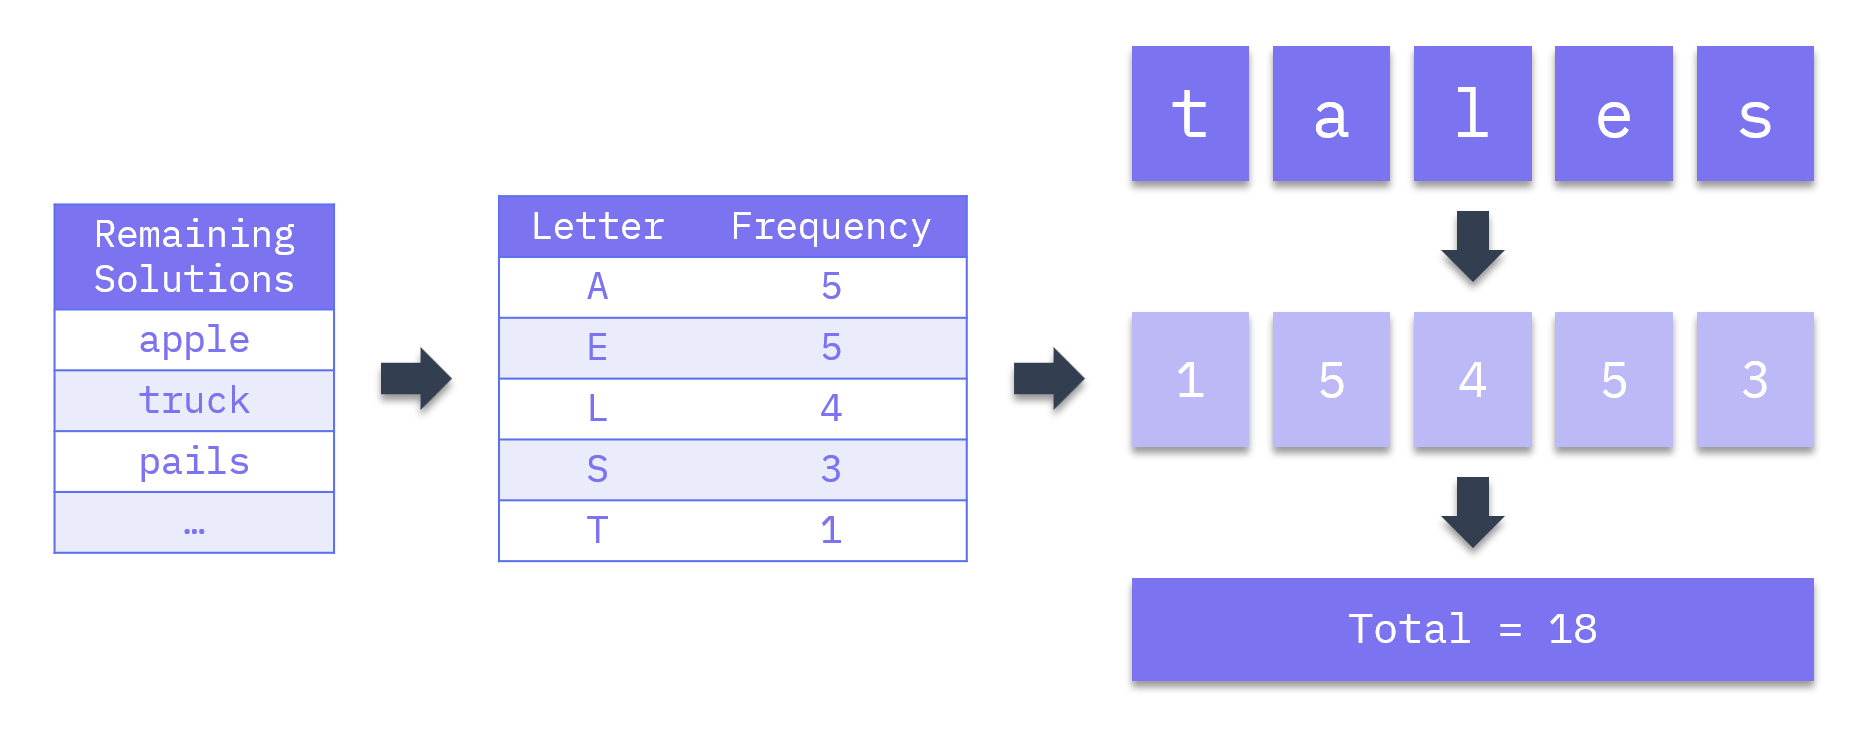 Remaining
Solutions
apple
truck
pails
…
Letter Frequency
A 5
E 5
L 4
S 3
T 1
t a l e s
1 5 4 5 3
Total = 18